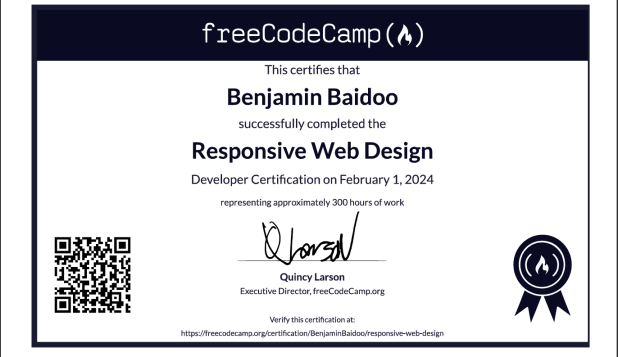 freeCodeCamp(🔥)
This certifies that
Benjamin Baidoo
successfully completed the
Responsive Web Design
Developer Certification on February 1, 2024
representing approximately 300 hours of work
Q Larson
Quincy Larson
Executive Director, freeCodeCamp.org
Verify this certification at:
https://freecodecamp.org/certification/BenjaminBaidoo/responsive-web-design